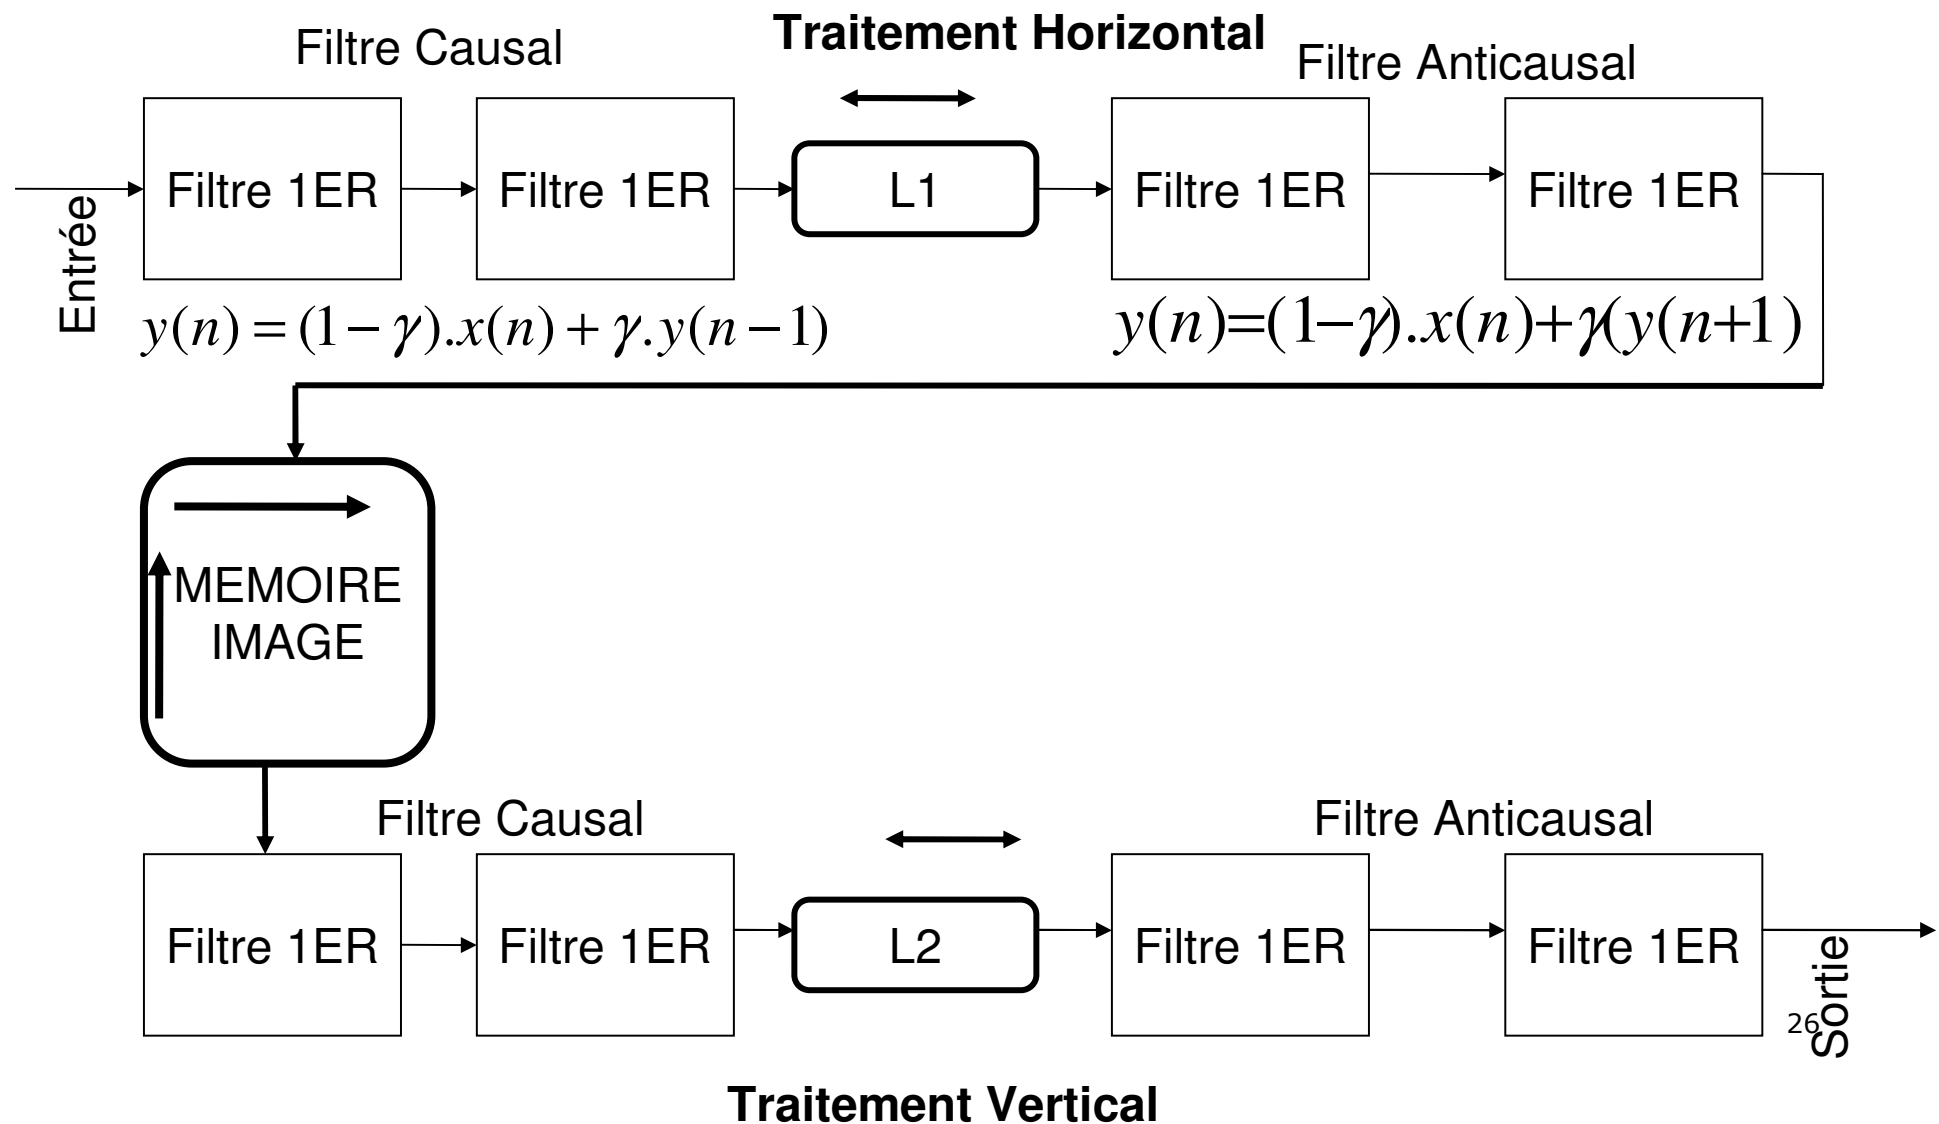 Traitement Horizontal
Filtre Causal
Filtre Anticausal
Entrée
Filtre 1ER
Filtre 1ER
L1
Filtre 1ER
Filtre 1ER
y(n) = (1 − γ).x(n) + γ.y(n − 1)
y(n)=(1−γ).x(n)+γ(y(n+1)
MEMOIRE
IMAGE
Filtre Causal
Filtre Anticausal
Filtre 1ER
Filtre 1ER
L2
Filtre 1ER
Filtre 1ER
Sortie
26
Traitement Vertical